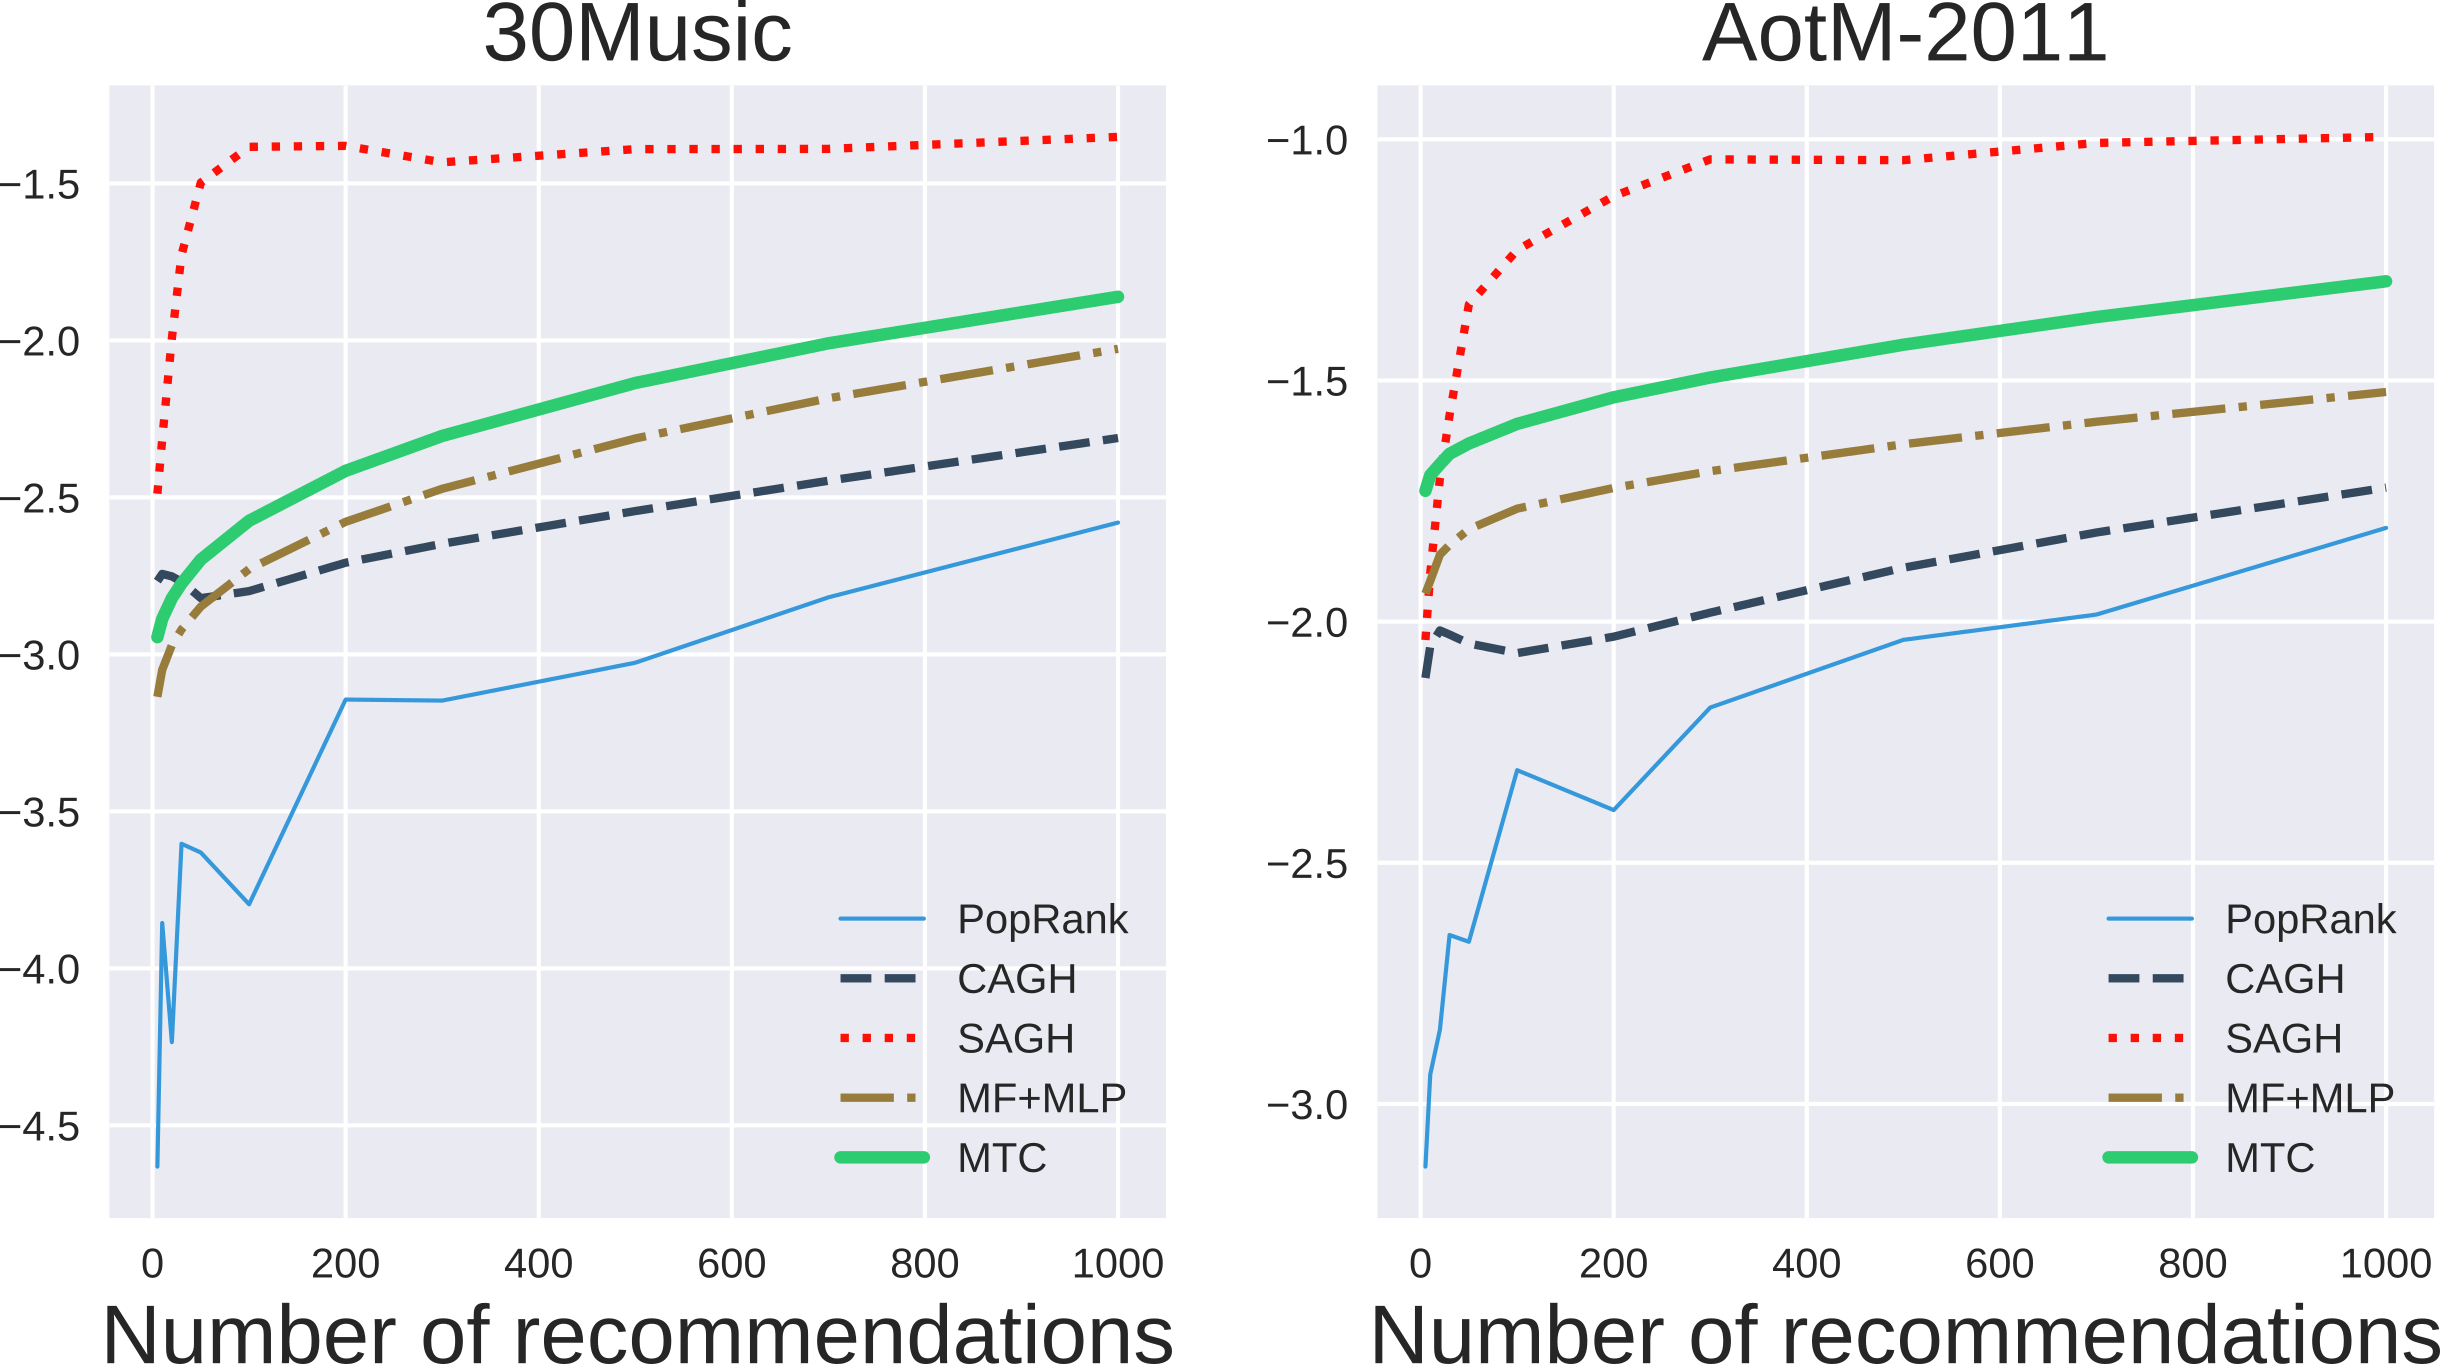 30Music
−1.5
−2.0
−2.5
−3.0
−3.5
−4.0
−4.5
PopRank
CAGH
SAGH
MF+MLP
MTC
0 200 400 600 800 1000
Number of recommendations
AotM-2011
−1.0
−1.5
−2.0
−2.5
−3.0
PopRank
CAGH
SAGH
MF+MLP
MTC
0 200 400 600 800 1000
Number of recommendations